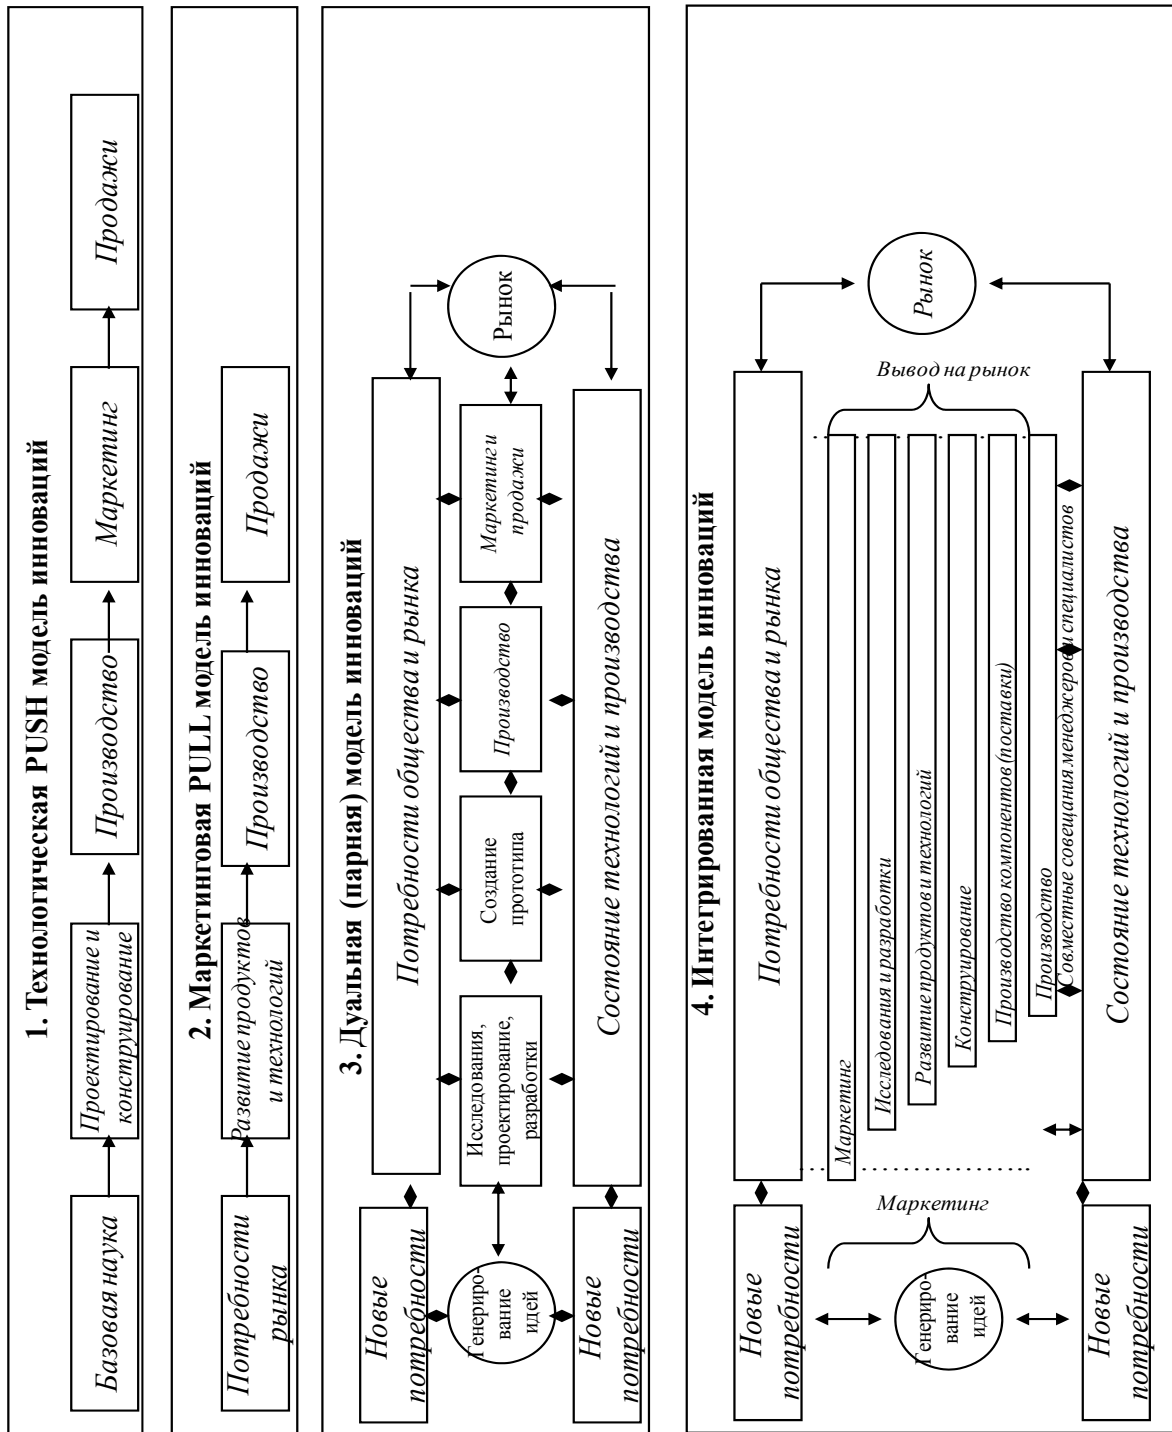 1. Технологическая PUSH модель инноваций
Базовая наука
Проектирование и
конструирование
Производство
Маркетинг
Продажи
2. Маркетинговая PULL модель инноваций
Потребности
рынка
Развитие продуктов
и технологий
Производство
Продажи
3. Дуальная (парная) модель инноваций
Новые
потребности
Потребности общества и рынка
Генериро-
вание
идей
Исследования,
проектирование,
разработки
Создание
прототипа
Производство
Маркетинг и
продажи
Рынок
Новые
потребности
Состояние технологий и производства
4. Интегрированная модель инноваций
Новые
потребности
Потребности общества и рынка
Маркетинг
Генериро-
вание
идей
Маркетинг
Исследования и разработки
Развитие продуктов и технологий
Конструирование
Производство компонентов (поставки)
Производство
Совместные совещания менеджеров и специалистов
Вывод на рынок
Рынок
Новые
потребности
Состояние технологий и производства